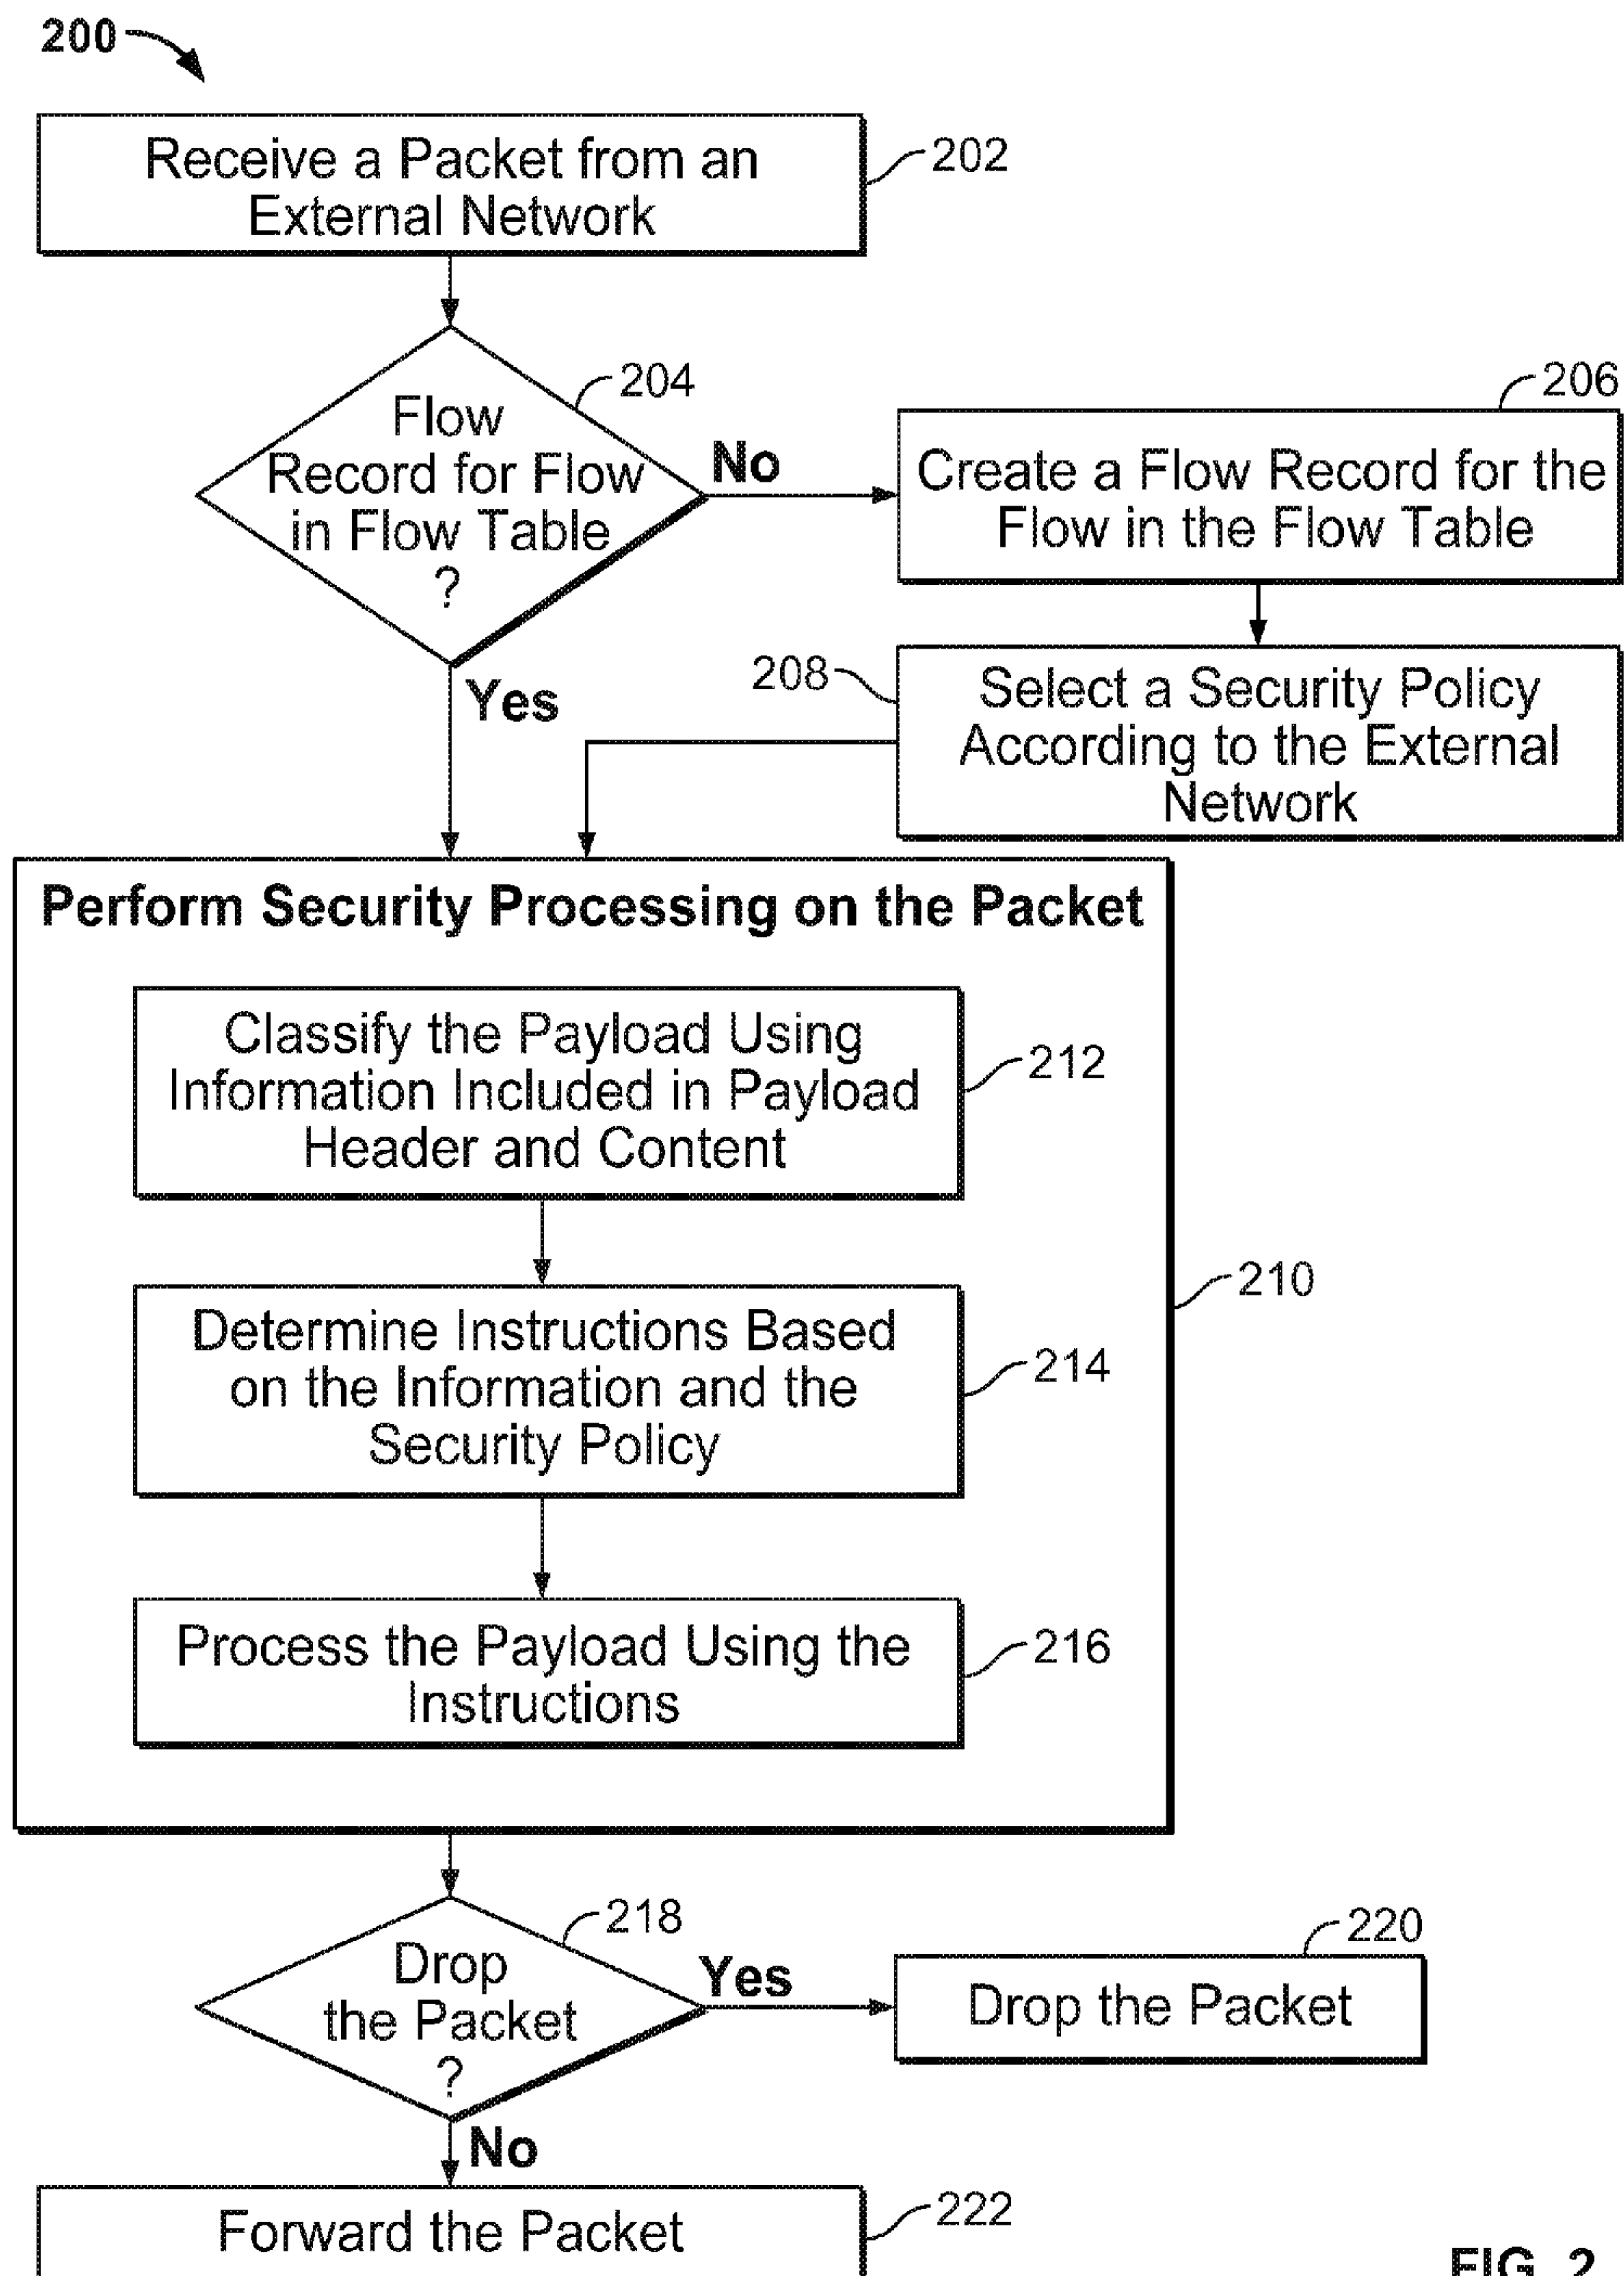 200
Receive a Packet from an
External Network
202
Flow
Record for Flow
in Flow Table
?
204
No
206
Create a Flow Record for the
Flow in the Flow Table
208
Select a Security Policy
According to the External
Network
Yes
Perform Security Processing on the Packet
Classify the Payload Using
Information Included in Payload
Header and Content
212
210
Determine Instructions Based
on the Information and the
Security Policy
214
Process the Payload Using the
Instructions
216
Drop
the Packet
?
218
Yes
220
Drop the Packet
No
Forward the Packet
222
FIG. 2